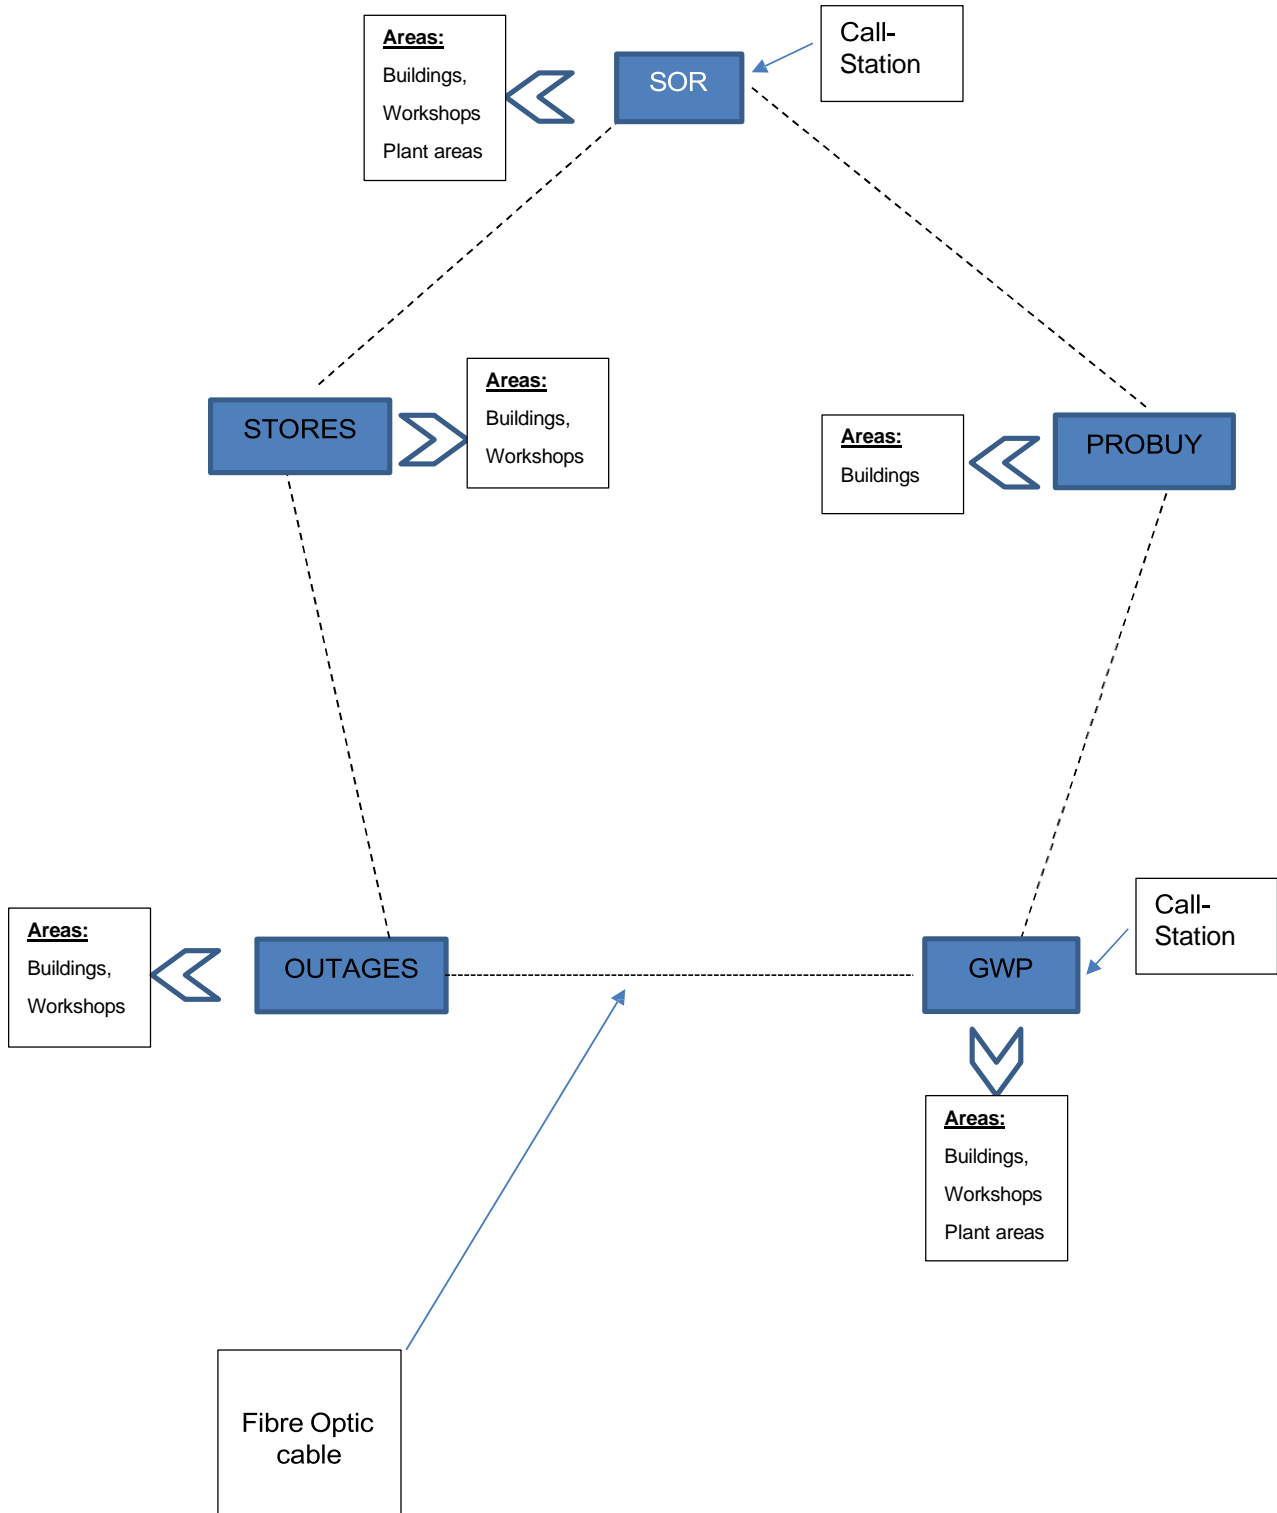 Areas:
Buildings,
Workshops
Plant areas
SOR
Call-
Station
STORES
Areas:
Buildings,
Workshops
Areas:
Buildings
PROBUY
Areas:
Buildings,
Workshops
OUTAGES
GWP
Call-
Station
Areas:
Buildings,
Workshops
Plant areas
Fibre Optic
cable